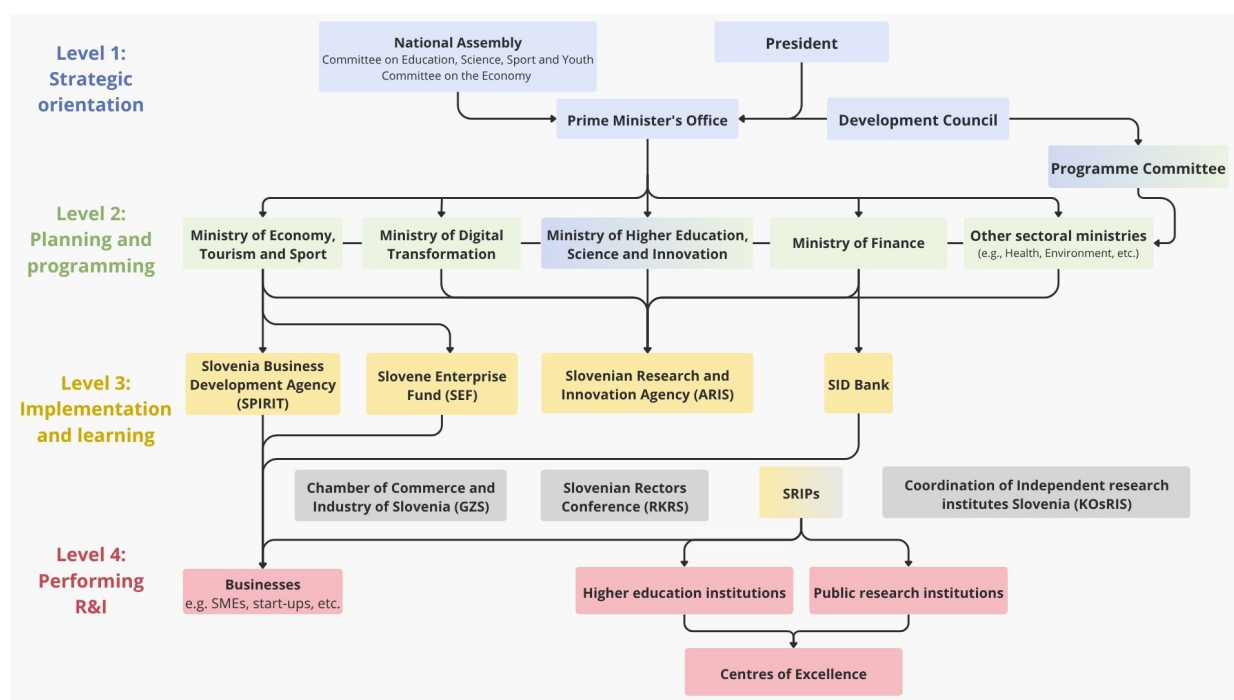 Level 1:
Strategic
orientation
National Assembly
Committee on Education, Science, Sport and Youth
Committee on the Economy
President
Prime Minister's Office
Development Council
Programme Committee
Level 2:
Planning and
programming
Ministry of Economy,
Tourism and Sport
Ministry of Digital
Transformation
Ministry of Higher Education,
Science and Innovation
Ministry of Finance
Other sectoral ministries
(e.g., Health, Environment, etc.)
Level 3:
Implementation
and learning
Slovenia Business
Development Agency
(SPIRIT)
Slovene Enterprise
Fund (SEF)
Slovenian Research and
Innovation Agency (ARIS)
SID Bank
Chamber of Commerce and
Industry of Slovenia (GZS)
Slovenian Rectors
Conference (RKRS)
SRIPs
Coordination of Independent research
institutes Slovenia (KOsRIS)
Level 4:
Performing
R&I
Businesses
e.g. SMEs, start-ups, etc.
Higher education institutions
Public research institutions
Centres of Excellence